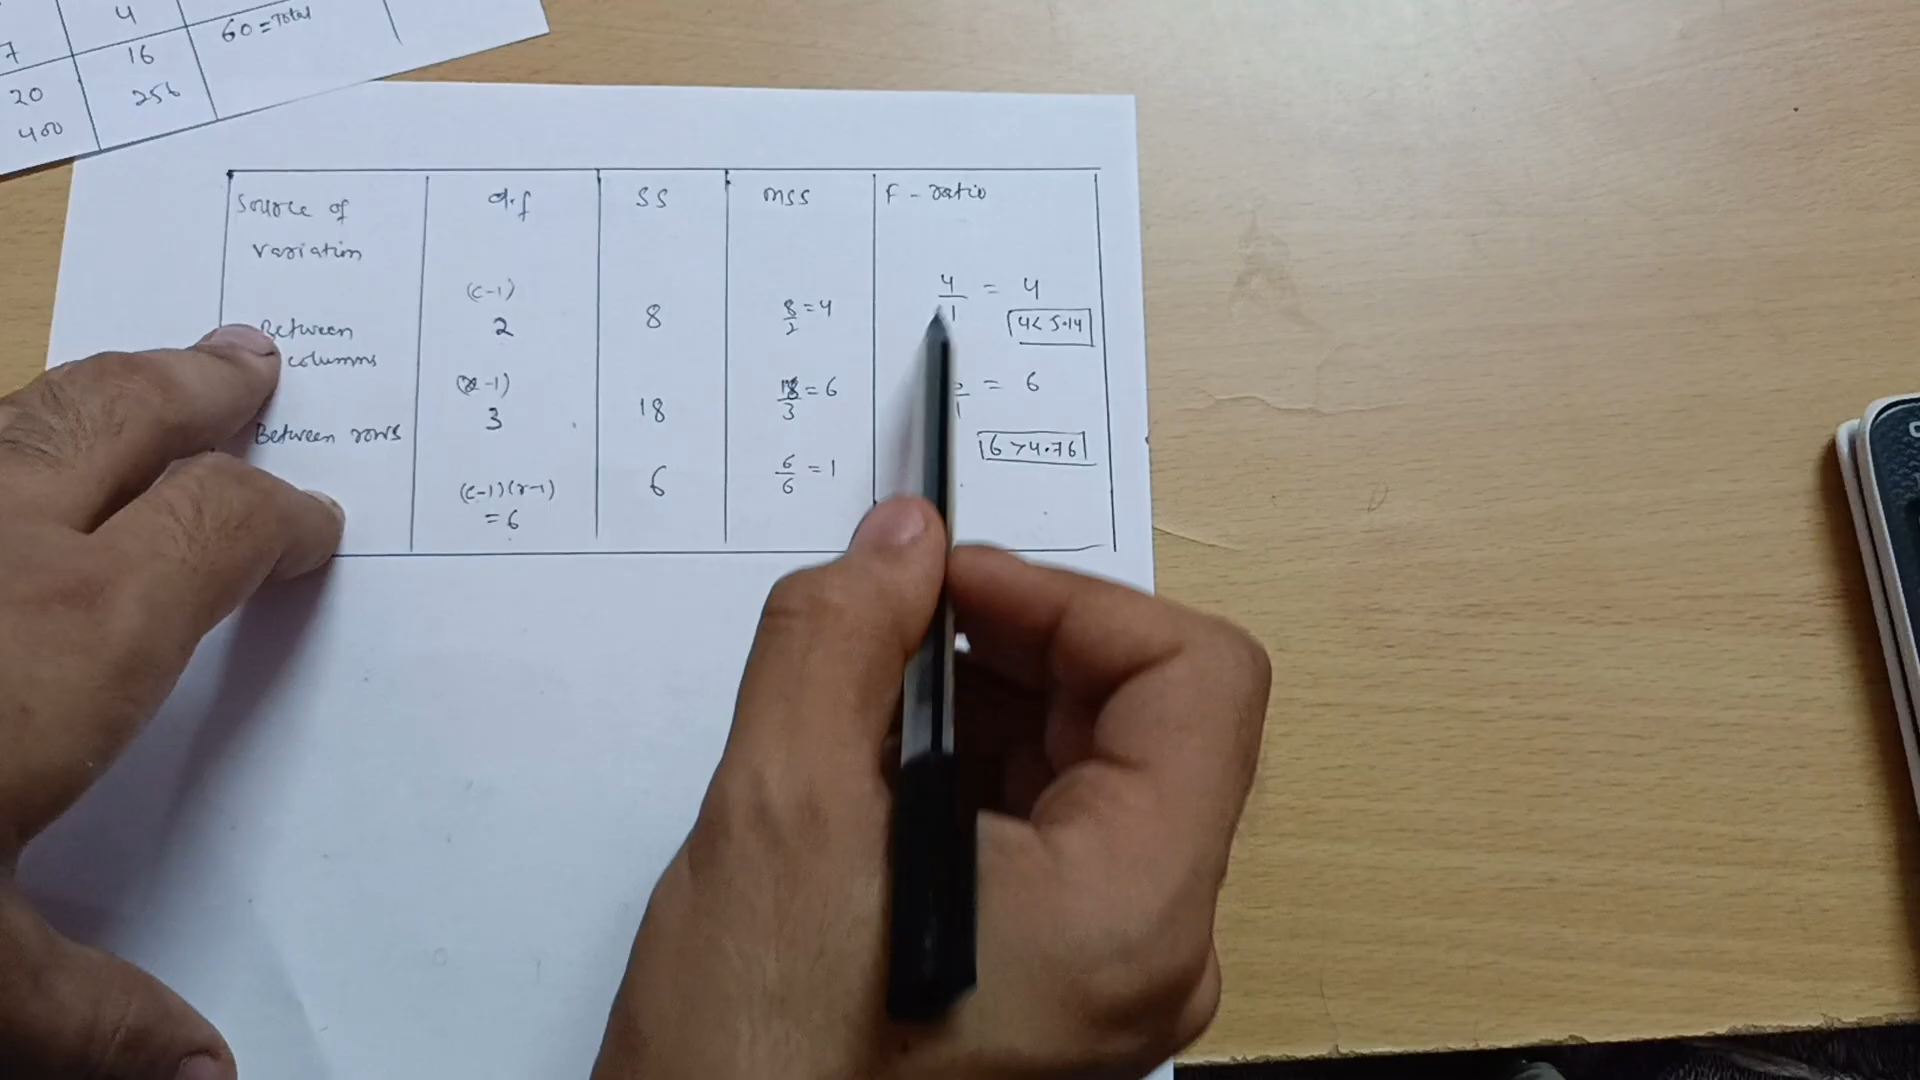 4
7
16
60 = Total
20
256
400
Source of
variation
d.f
SS
MSS
F - ratio
Between
columns
(c-1)
2
8
8/2 = 4
4/1 = 4
4 < 5.14
Between rows
(r-1)
3
18
18/3 = 6
= 6
1
6 > 4.76
(c-1)(r-1)
= 6
6
6/6 = 1